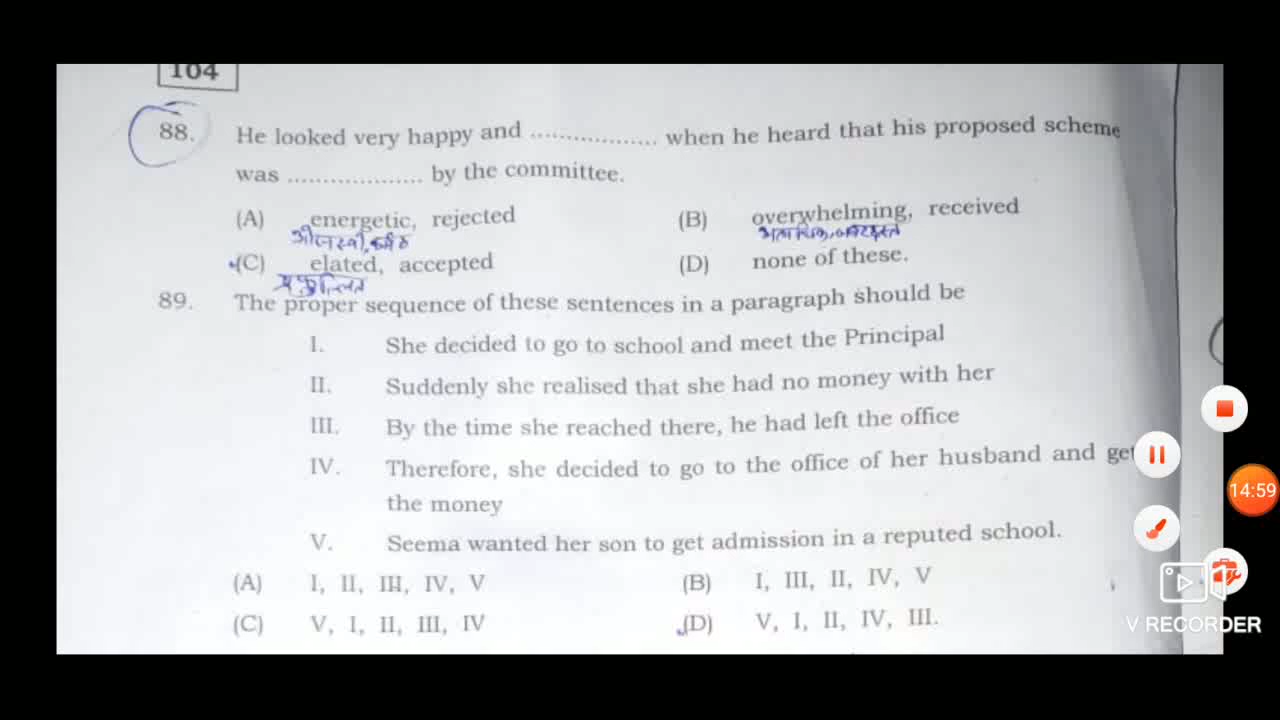 104
88. He looked very happy and ................. when he heard that his proposed scheme
was ................... by the committee.
(A) energetic, rejected (B) overwhelming, received
ओजस्वी, कर्मठ
(C) elated, accepted (D) none of these.
प्रफुल्लित
89. The proper sequence of these sentences in a paragraph should be
I. She decided to go to school and meet the Principal
II. Suddenly she realised that she had no money with her
III. By the time she reached there, he had left the office
IV. Therefore, she decided to go to the office of her husband and get
the money
V. Seema wanted her son to get admission in a reputed school.
(A) I, II, III, IV, V (B) I, III, II, IV, V
(C) V, I, II, III, IV (D) V, I, II, IV, III.
14:59
V RECORDER